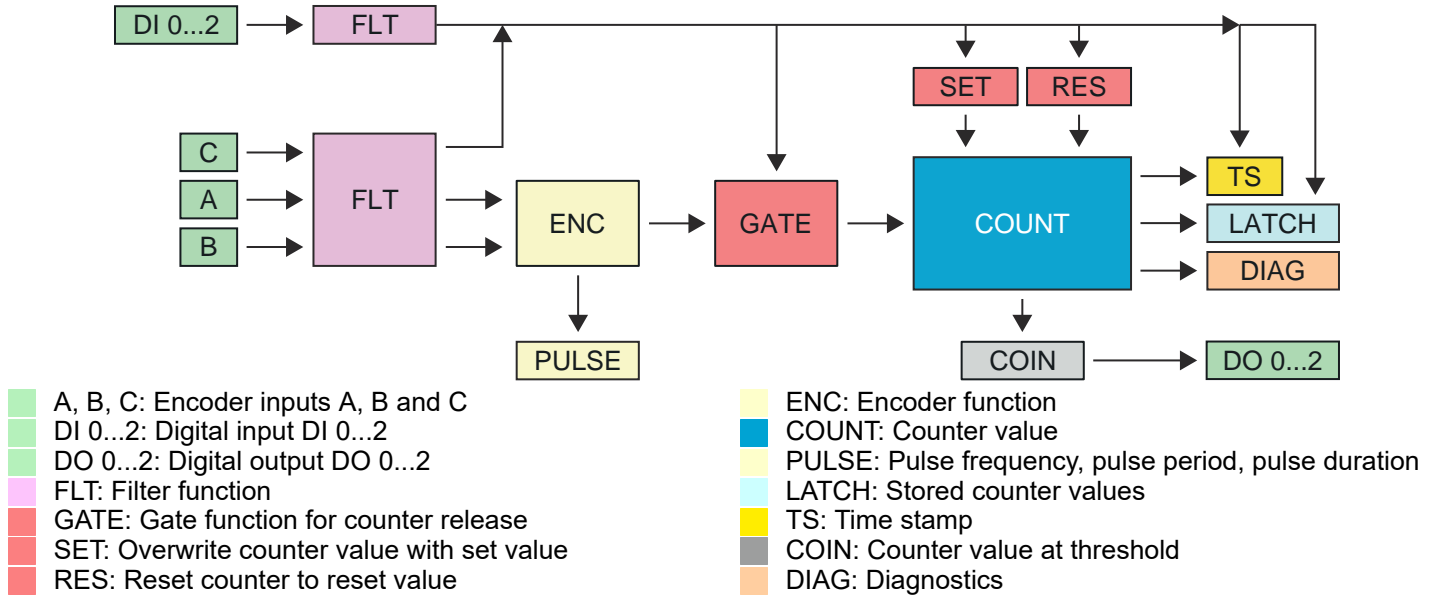 DI 0...2
FLT
SET
RES
C
A
B
FLT
ENC
GATE
COUNT
TS
LATCH
DIAG
PULSE
COIN
DO 0...2
A, B, C: Encoder inputs A, B and C
DI 0...2: Digital input DI 0...2
DO 0...2: Digital output DO 0...2
FLT: Filter function
GATE: Gate function for counter release
SET: Overwrite counter value with set value
RES: Reset counter to reset value
ENC: Encoder function
COUNT: Counter value
PULSE: Pulse frequency, pulse period, pulse duration
LATCH: Stored counter values
TS: Time stamp
COIN: Counter value at threshold
DIAG: Diagnostics